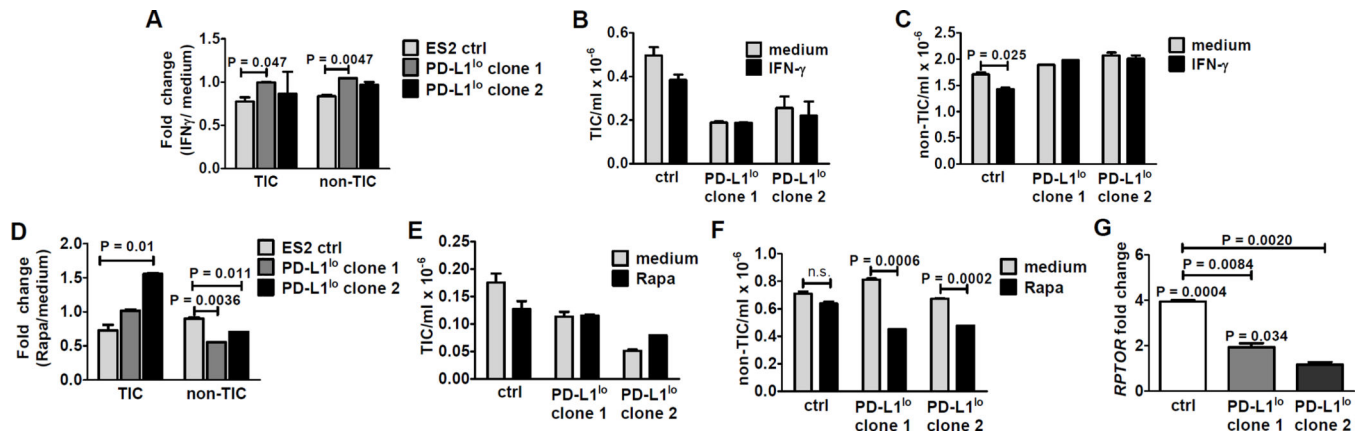 A
Fold change
(IFNγ/ medium)
1.5
1.0
0.5
0.0
P = 0.047
P = 0.0047
TIC
non-TIC
ES2 ctrl
PD-L1lo clone 1
PD-L1lo clone 2
B
TIC/ml x 10-6
0.6
0.4
0.2
0.0
medium
IFN-γ
ctrl
PD-L1lo
clone 1
PD-L1lo
clone 2
C
non-TIC/ml x 10-6
2.5
2.0
1.5
1.0
0.5
0.0
P = 0.025
medium
IFN-γ
ctrl
PD-L1lo
clone 1
PD-L1lo
clone 2
D
Fold change
(Rapa/medium)
2.0
1.5
1.0
0.5
0.0
P = 0.01
P = 0.011
P = 0.0036
TIC
non-TIC
ES2 ctrl
PD-L1lo clone 1
PD-L1lo clone 2
E
TIC/ml x 10-6
0.25
0.20
0.15
0.10
0.05
0.00
medium
Rapa
ctrl
PD-L1lo
clone 1
PD-L1lo
clone 2
F
non-TIC/ml x 10-6
1.0
0.8
0.6
0.4
0.2
0.0
n.s.
P = 0.0006
P = 0.0002
medium
Rapa
ctrl
PD-L1lo
clone 1
PD-L1lo
clone 2
G
RPTOR fold change
6
4
2
0
P = 0.0020
P = 0.0084
P = 0.0004
P = 0.034
ctrl
PD-L1lo
clone 1
PD-L1lo
clone 2